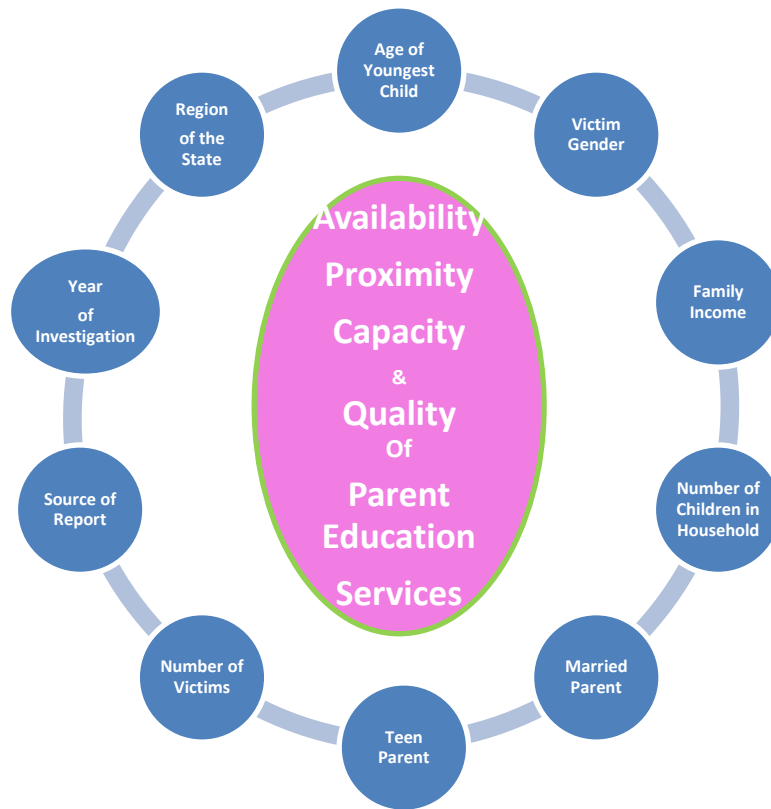 Age of
Youngest
Child
Victim
Gender
Family
Income
Number of
Children in
Household
Married
Parent
Teen
Parent
Number of
Victims
Source of
Report
Year
of
Investigation
Region
of the
State
Availability
Proximity
Capacity
&
Quality
Of
Parent
Education
Services